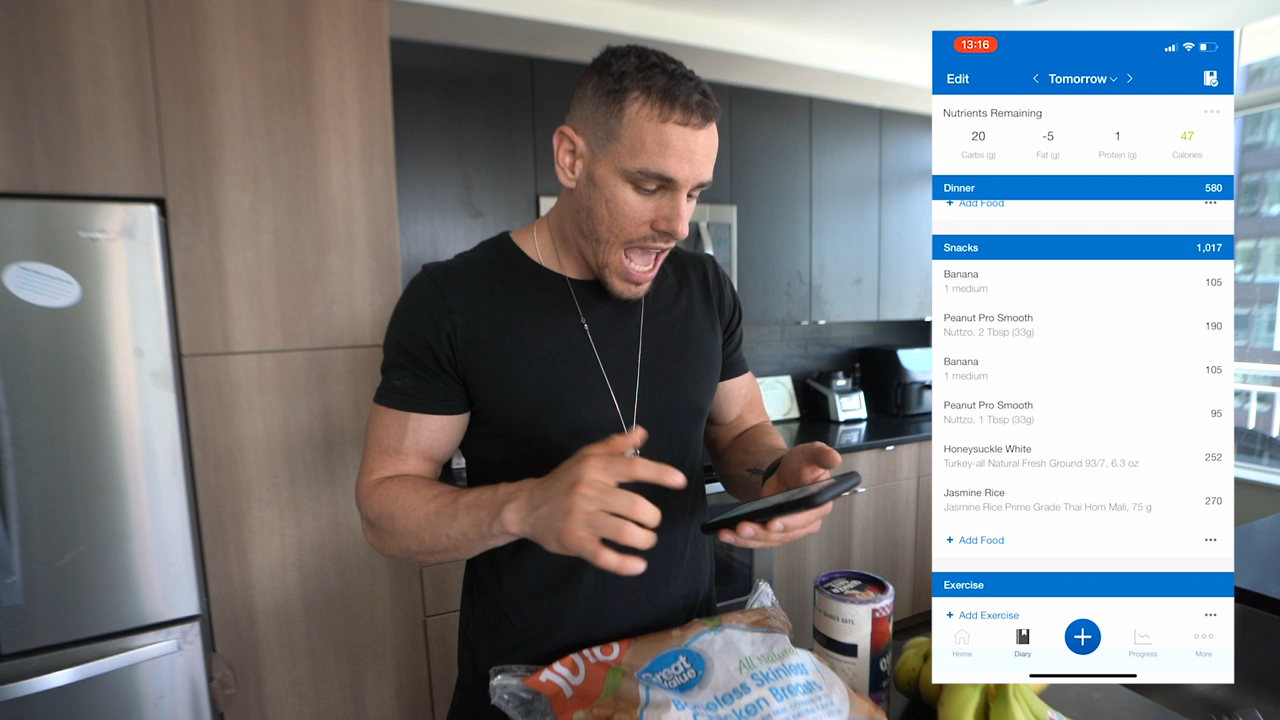 13:16
Edit
Tomorrow
Nutrients Remaining
20 -5 1 47
Carbs (g) Fat (g) Protein (g) Calories
Dinner 580
+ Add Food
Snacks 1,017
Banana
1 medium
105
Peanut Pro Smooth
Nuttzo, 2 Tbsp (33g)
190
Banana
1 medium
105
Peanut Pro Smooth
Nuttzo, 1 Tbsp (33g)
95
Honeysuckle White
Turkey-all Natural Fresh Ground 93/7, 6.3 oz
252
Jasmine Rice
Jasmine Rice Prime Grade Thai Hom Mali, 75 g
270
+ Add Food
Exercise
+ Add Exercise
Home Diary Progress More
Great
Value
All Natural
Boneless Skinless
Chicken Breasts